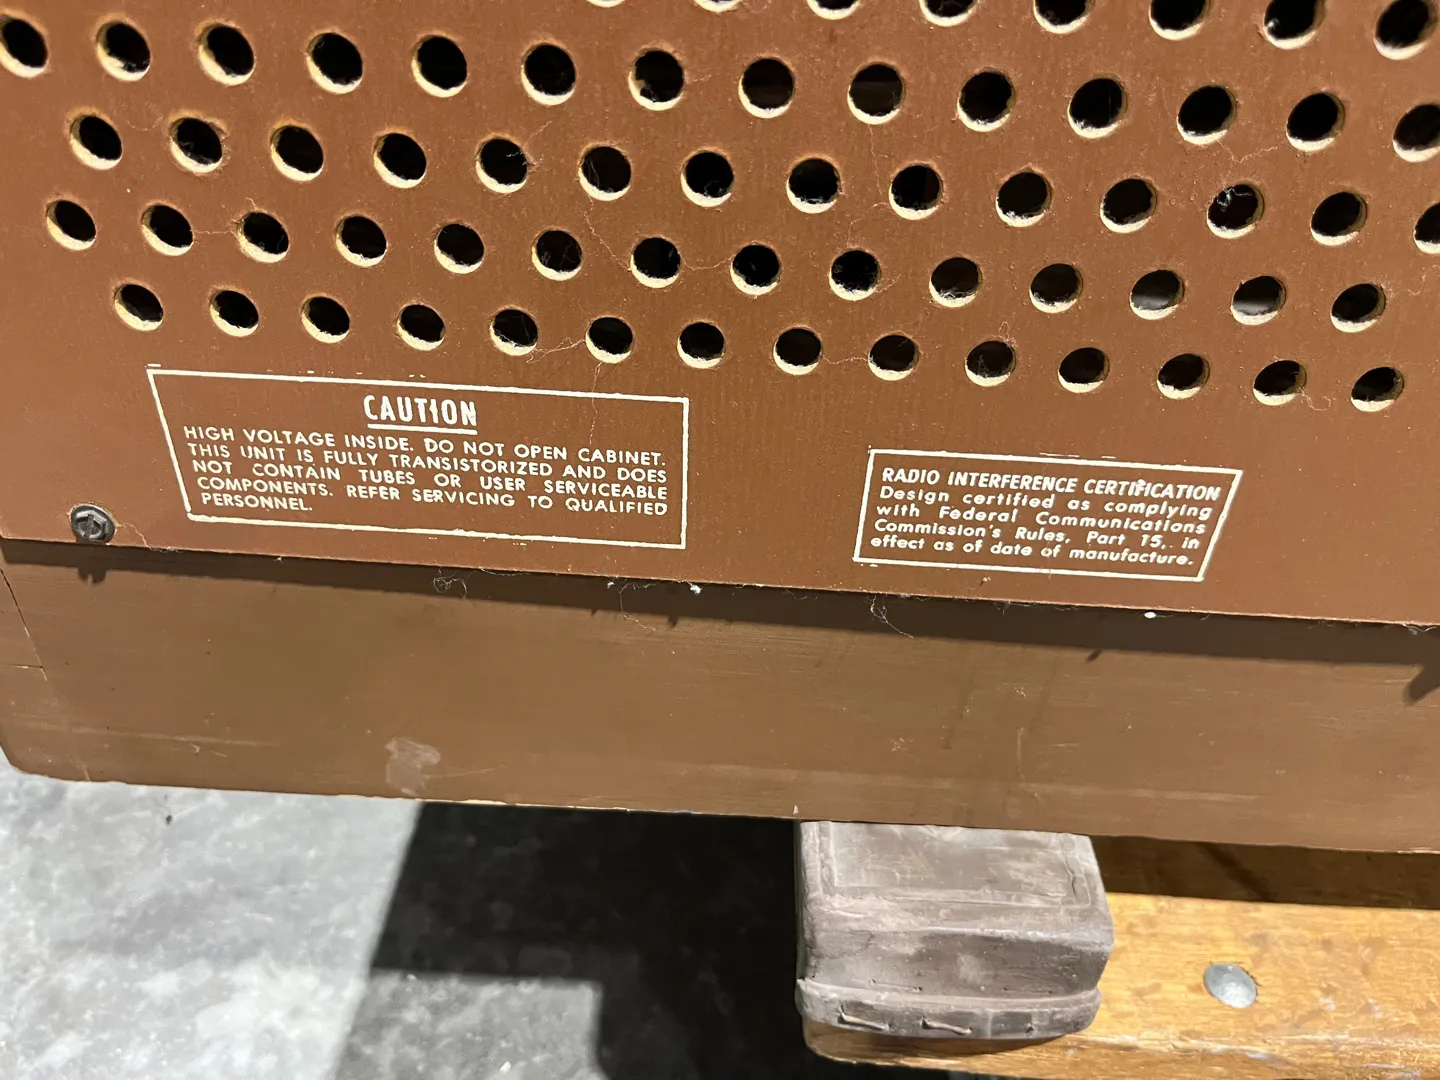 CAUTION
HIGH VOLTAGE INSIDE. DO NOT OPEN CABINET.
THIS UNIT IS FULLY TRANSISTORIZED AND DOES
NOT CONTAIN TUBES OR USER SERVICEABLE
COMPONENTS. REFER SERVICING TO QUALIFIED
PERSONNEL.
RADIO INTERFERENCE CERTIFICATION
Design certified as complying
with Federal Communications
Commission's Rules, Part 15, in
effect as of date of manufacture.